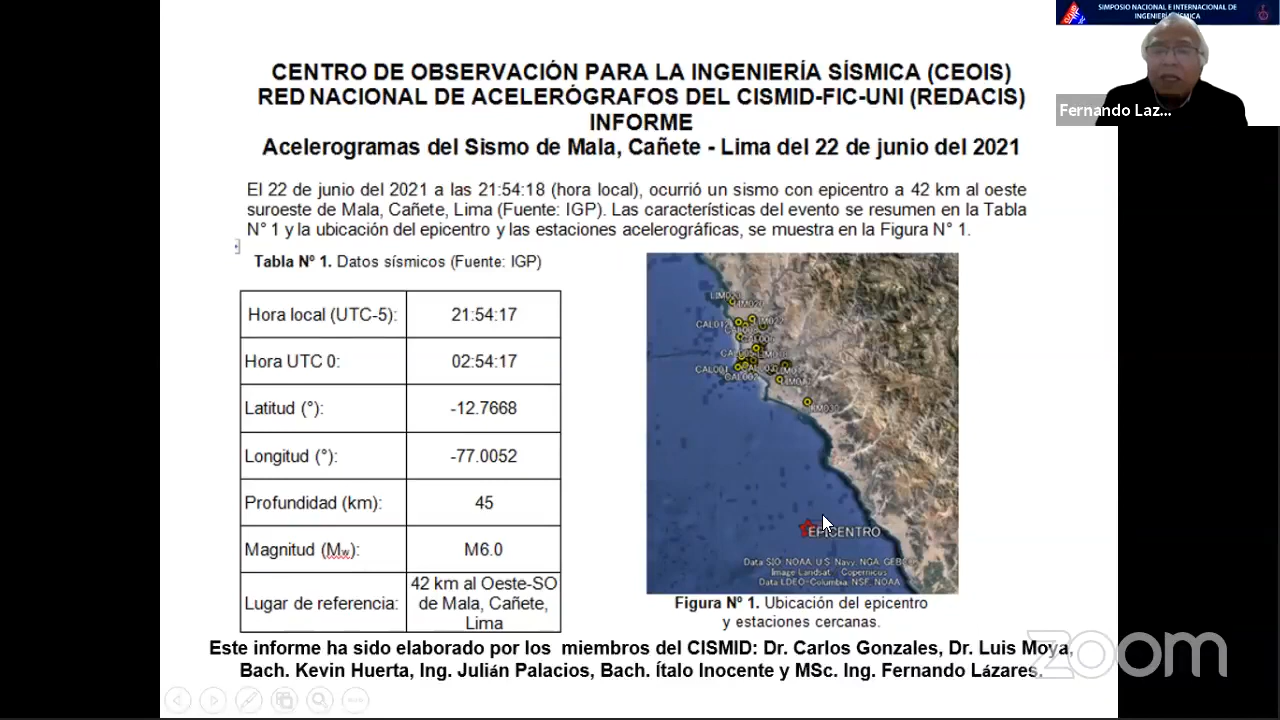 SIMPOSIO NACIONAL E INTERNACIONAL DE
INGENIERÍA SÍSMICA
Fernando Laz...
CENTRO DE OBSERVACIÓN PARA LA INGENIERÍA SÍSMICA (CEOIS)
RED NACIONAL DE ACELERÓGRAFOS DEL CISMID-FIC-UNI (REDACIS)
INFORME
Acelerogramas del Sismo de Mala, Cañete - Lima del 22 de junio del 2021
El 22 de junio del 2021 a las 21:54:18 (hora local), ocurrió un sismo con epicentro a 42 km al oeste
suroeste de Mala, Cañete, Lima (Fuente: IGP). Las características del evento se resumen en la Tabla
N° 1 y la ubicación del epicentro y las estaciones acelerográficas, se muestra en la Figura N° 1.
Tabla Nº 1. Datos sísmicos (Fuente: IGP)
Hora local (UTC-5): 21:54:17
Hora UTC 0: 02:54:17
Latitud (°): -12.7668
Longitud (°): -77.0052
Profundidad (km): 45
Magnitud (Mw): M6.0
Lugar de referencia: 42 km al Oeste-SO
de Mala, Cañete,
Lima
CAL012
CAL001
CAL002
EPICENTRO
Data SIO, NOAA, U.S. Navy, NGA, GEBCO
Image Landsat / Copernicus
Data LDEO-Columbia, NSF, NOAA
Figura Nº 1. Ubicación del epicentro
y estaciones cercanas.
Este informe ha sido elaborado por los miembros del CISMID: Dr. Carlos Gonzales, Dr. Luis Moya,
Bach. Kevin Huerta, Ing. Julián Palacios, Bach. Ítalo Inocente y MSc. Ing. Fernando Lázares.
zoom